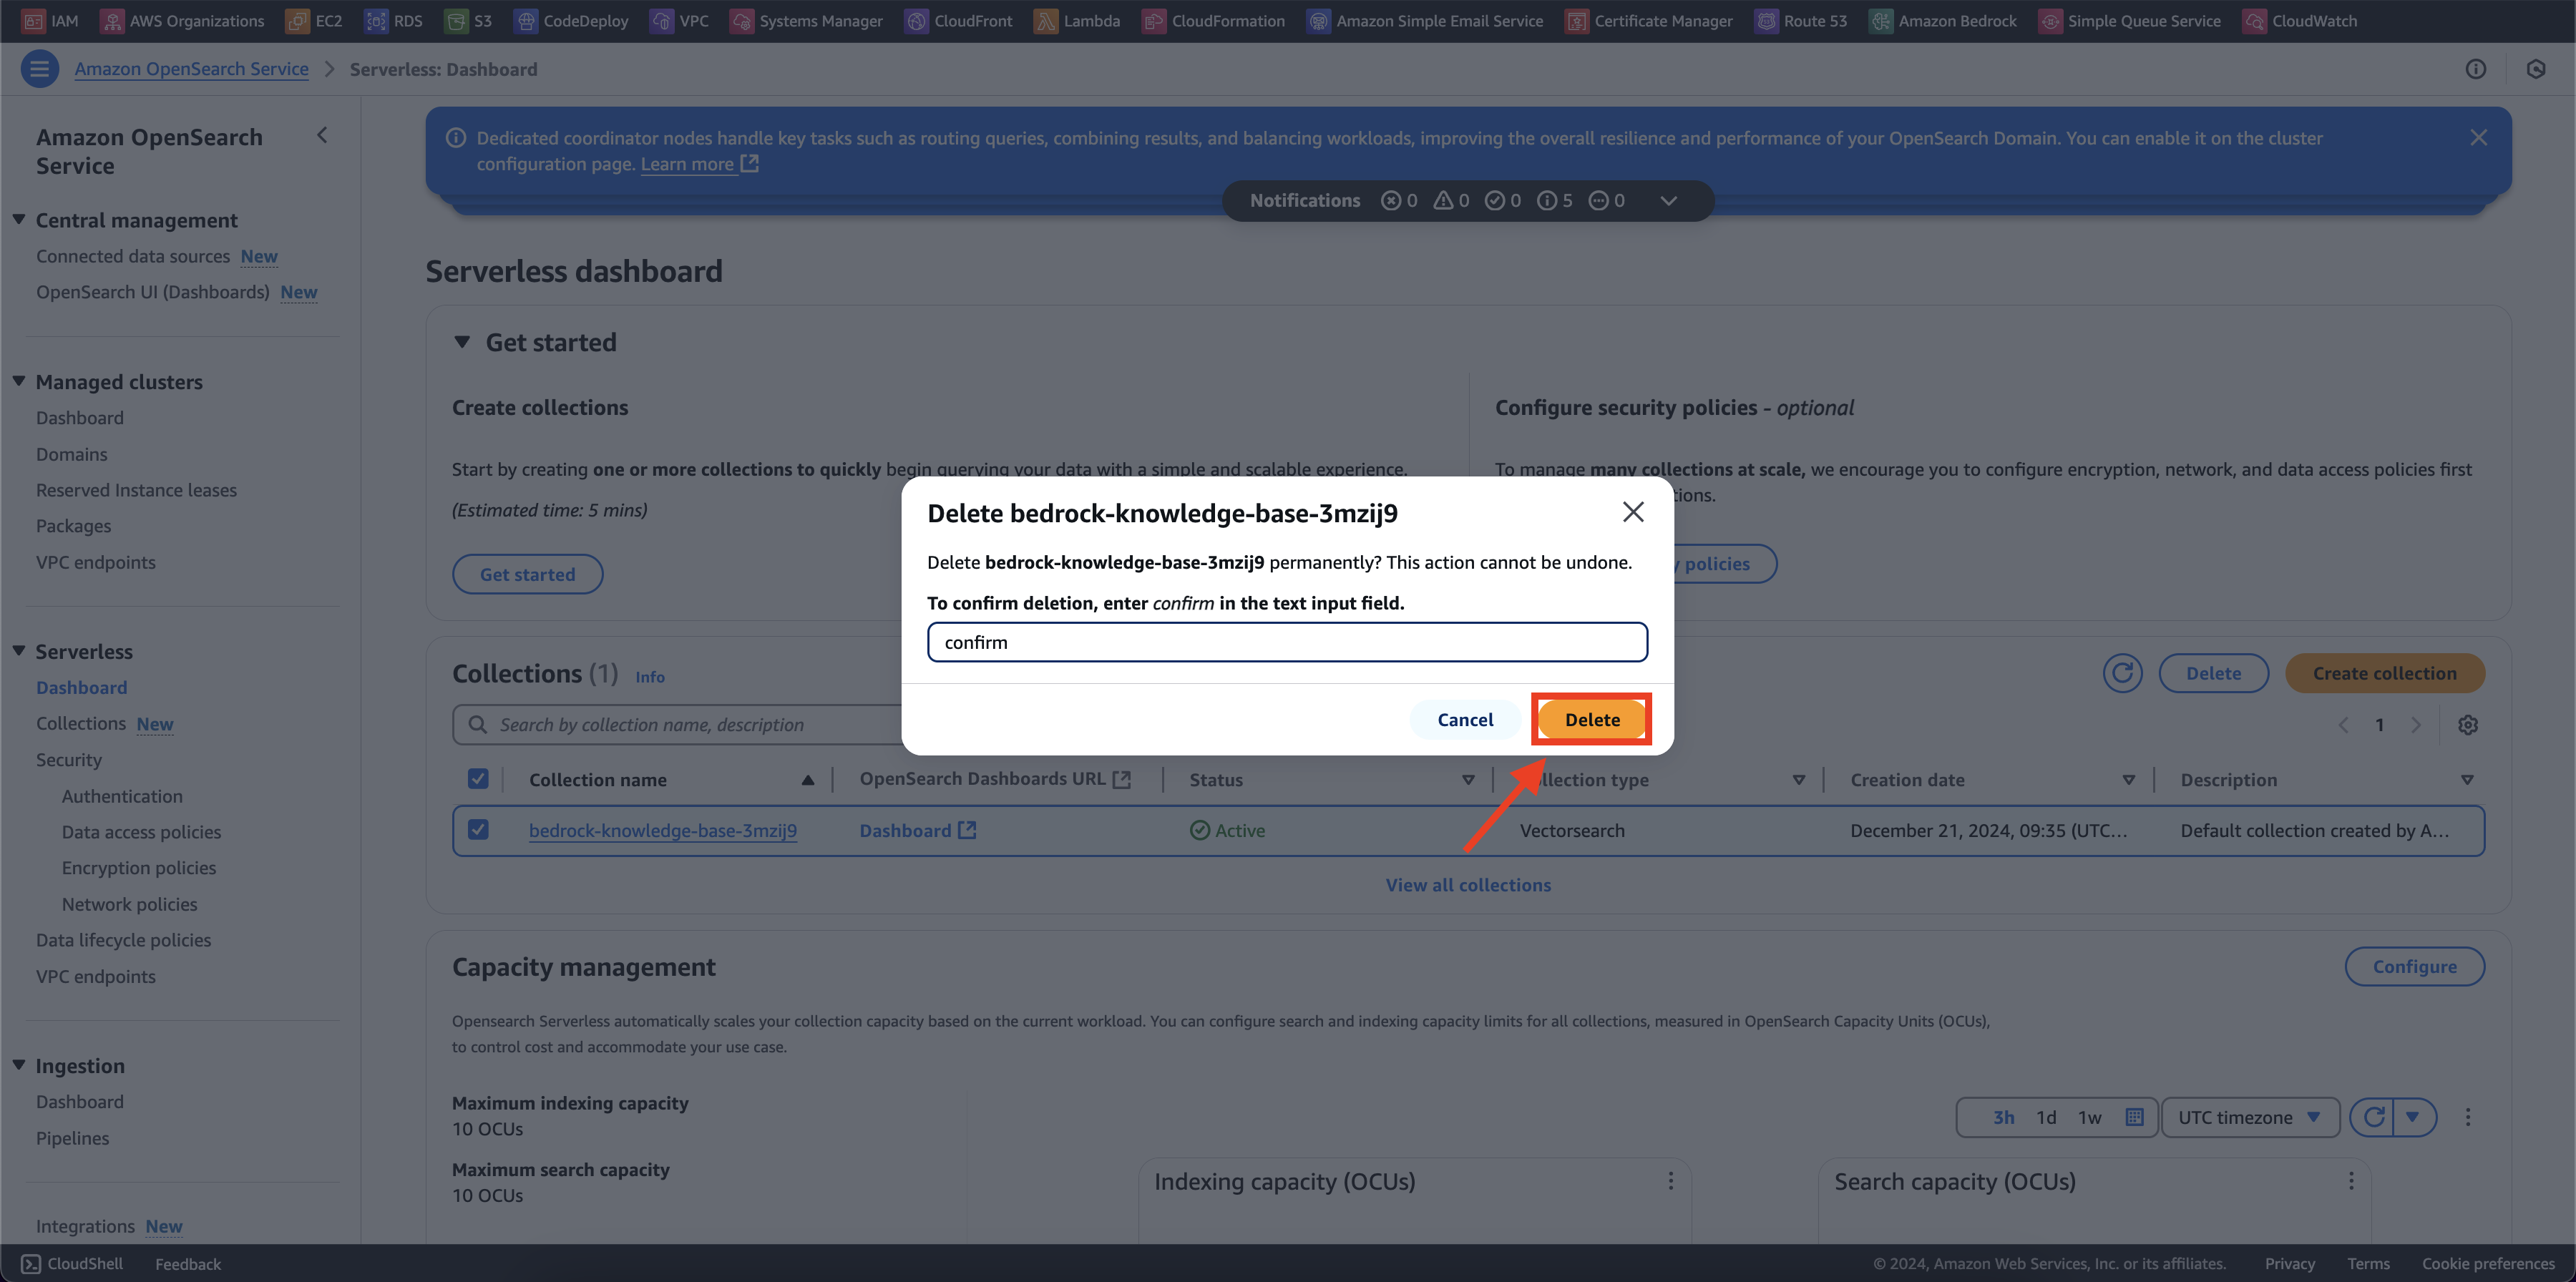 IAM AWS Organizations EC2 RDS S3 CodeDeploy VPC Systems Manager CloudFront Lambda CloudFormation Amazon Simple Email Service Certificate Manager Route 53 Amazon Bedrock Simple Queue Service CloudWatch
Amazon OpenSearch Service > Serverless: Dashboard
Amazon OpenSearch
Service
Central management
Connected data sources New
OpenSearch UI (Dashboards) New
Managed clusters
Dashboard
Domains
Reserved Instance leases
Packages
VPC endpoints
Serverless
Dashboard
Collections New
Security
Authentication
Data access policies
Encryption policies
Network policies
Data lifecycle policies
VPC endpoints
Ingestion
Dashboard
Pipelines
Integrations New
Dedicated coordinator nodes handle key tasks such as routing queries, combining results, and balancing workloads, improving the overall resilience and performance of your OpenSearch Domain. You can enable it on the cluster
configuration page. Learn more
Notifications 0 0 0 5 0
Serverless dashboard
Get started
Create collections
Start by creating one or more collections to quickly begin querying your data with a simple and scalable experience.
(Estimated time: 5 mins)
Get started
Configure security policies - optional
To manage many collections at scale, we encourage you to configure encryption, network, and data access policies first
tions.
y policies
Delete bedrock-knowledge-base-3mzij9
Delete bedrock-knowledge-base-3mzij9 permanently? This action cannot be undone.
To confirm deletion, enter confirm in the text input field.
confirm
Cancel Delete
Collections (1) Info
Delete Create collection
Search by collection name, description
1
Collection name OpenSearch Dashboards URL Status llection type Creation date Description
bedrock-knowledge-base-3mzij9 Dashboard Active Vectorsearch December 21, 2024, 09:35 (UTC... Default collection created by A...
View all collections
Capacity management
Configure
Opensearch Serverless automatically scales your collection capacity based on the current workload. You can configure search and indexing capacity limits for all collections, measured in OpenSearch Capacity Units (OCUs),
to control cost and accommodate your use case.
Maximum indexing capacity
10 OCUs
Maximum search capacity
10 OCUs
3h 1d 1w UTC timezone
Indexing capacity (OCUs)
Search capacity (OCUs)
CloudShell Feedback
© 2024, Amazon Web Services, Inc. or its affiliates. Privacy Terms Cookie preferences